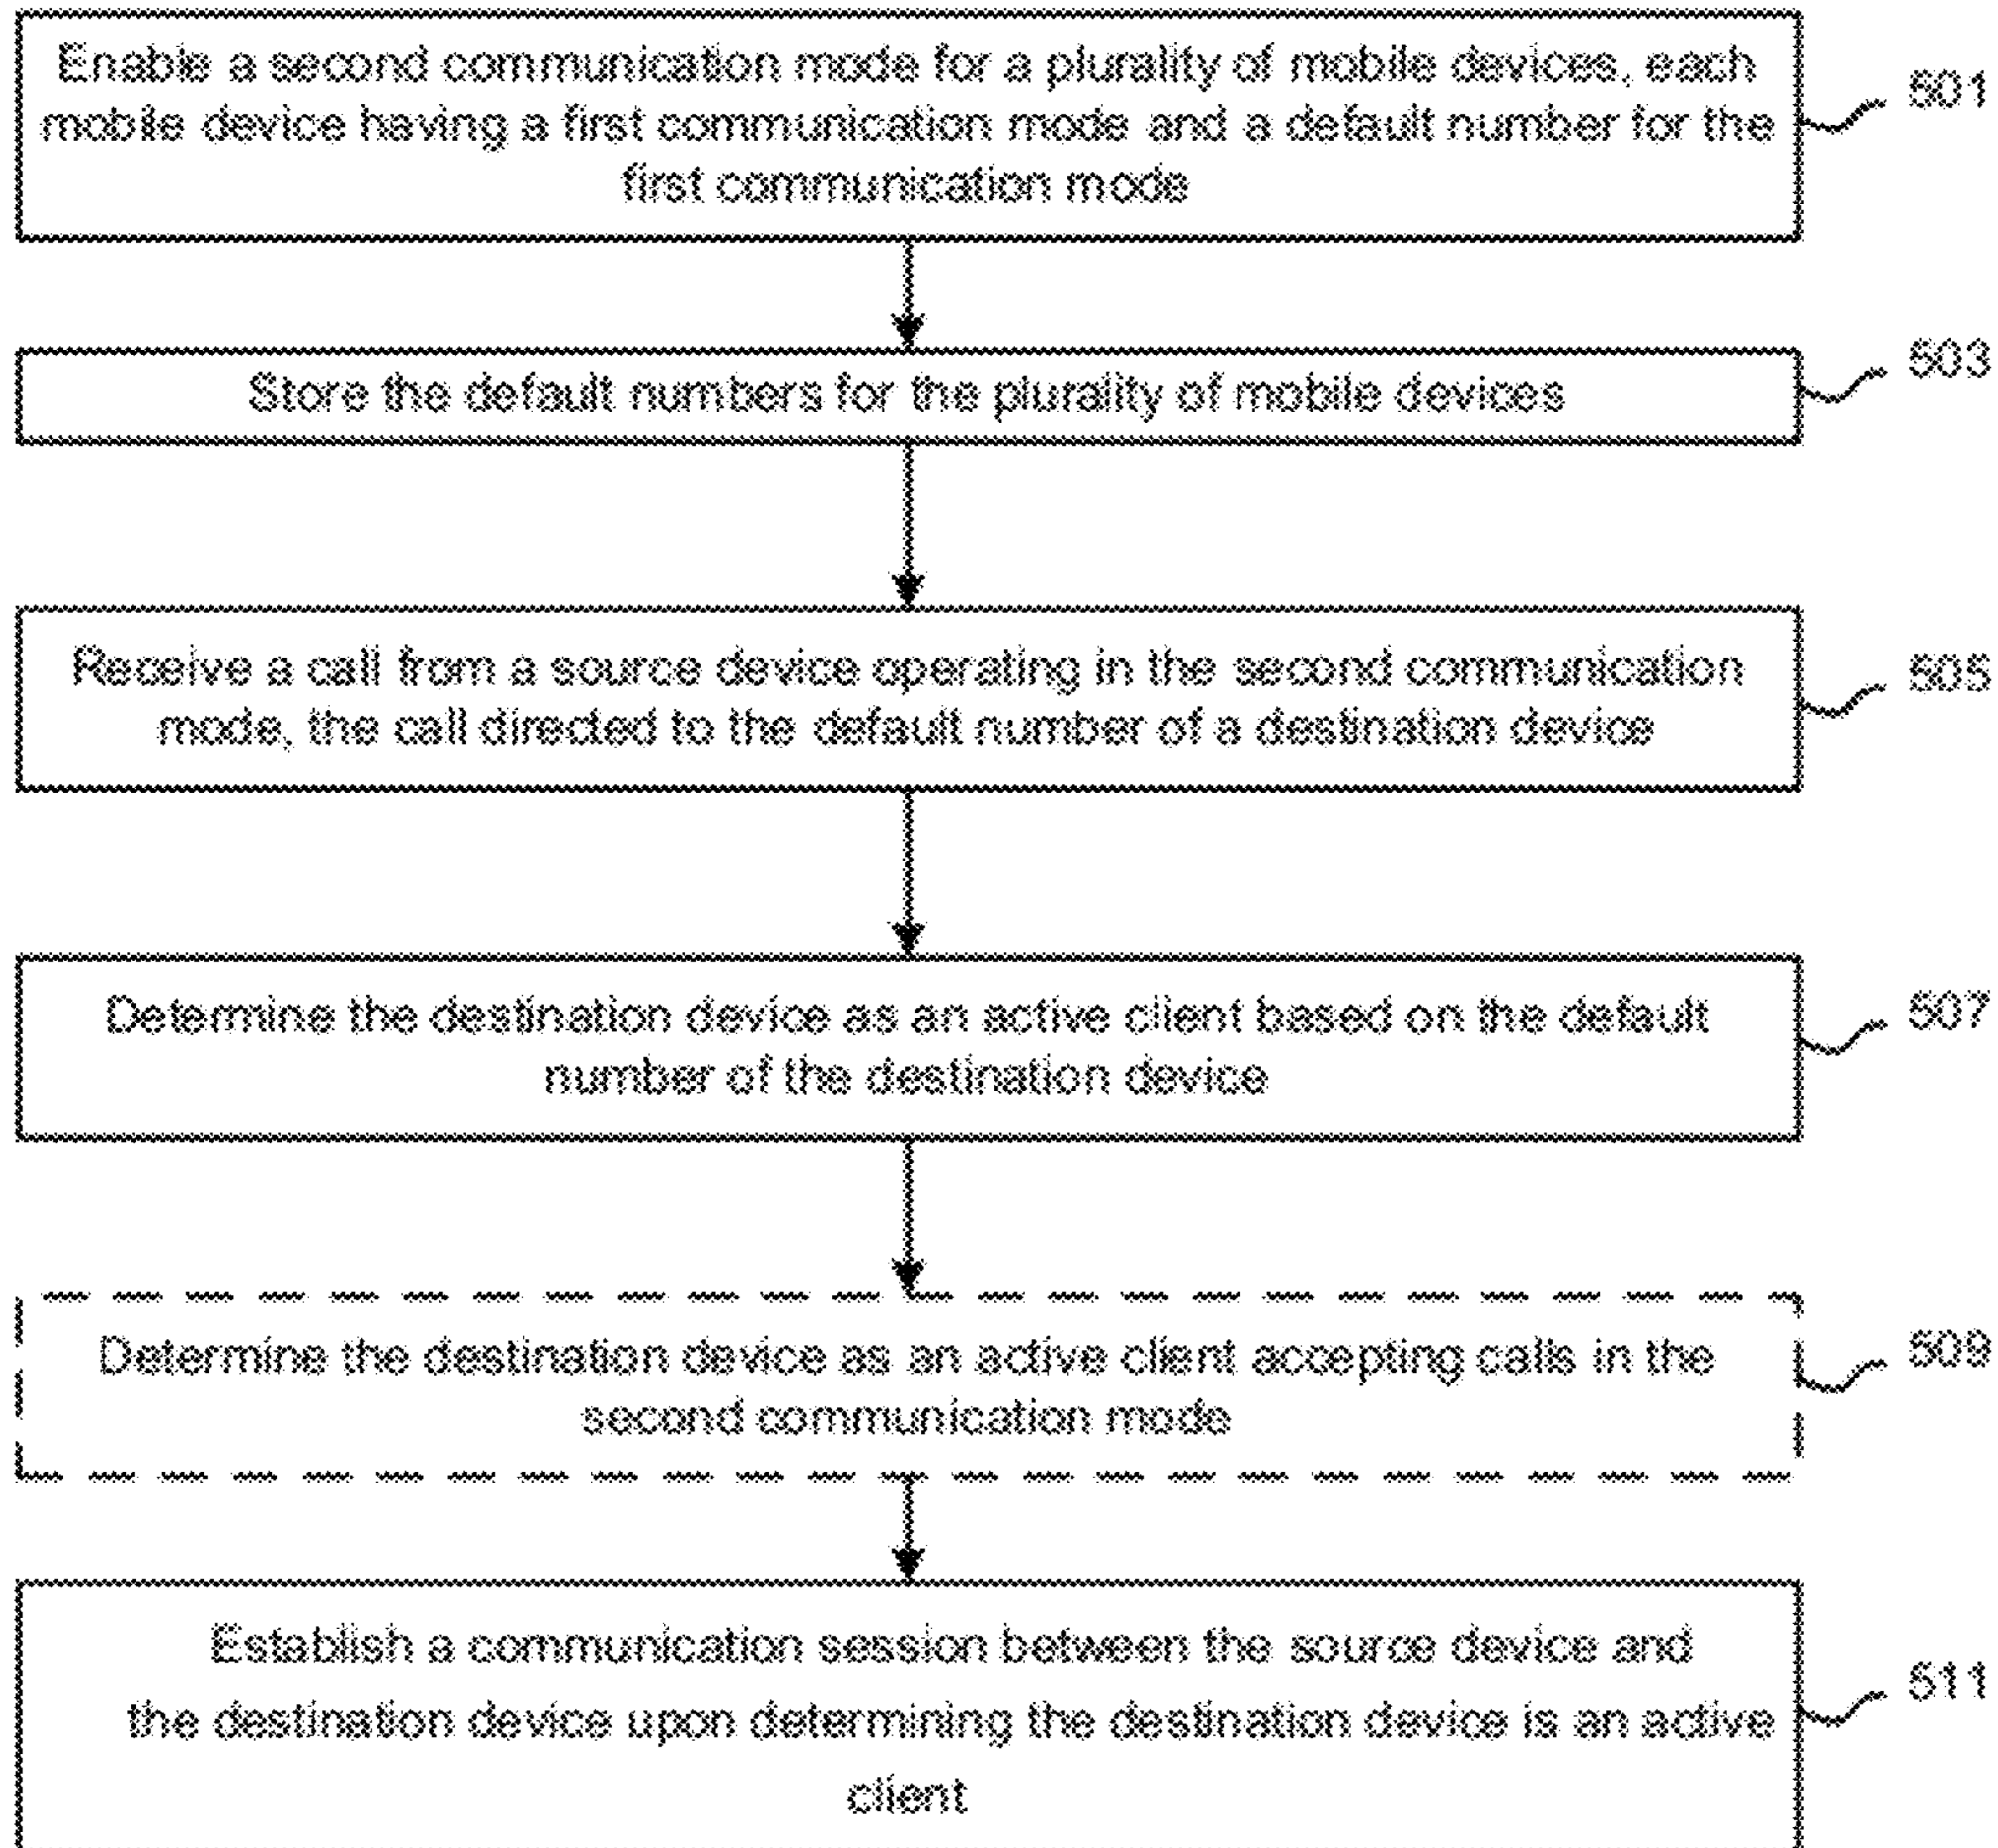 Enable a second communication mode for a plurality of mobile devices, each
mobile device having a first communication mode and a default number for the
first communication mode
501
Store the default numbers for the plurality of mobile devices
503
Receive a call from a source device operating in the second communication
mode, the call directed to the default number of a destination device
505
Determine the destination device as an active client based on the default
number of the destination device
507
Determine the destination device as an active client accepting calls in the
second communication mode
509
Establish a communication session between the source device and
the destination device upon determining the destination device is an active
client
511